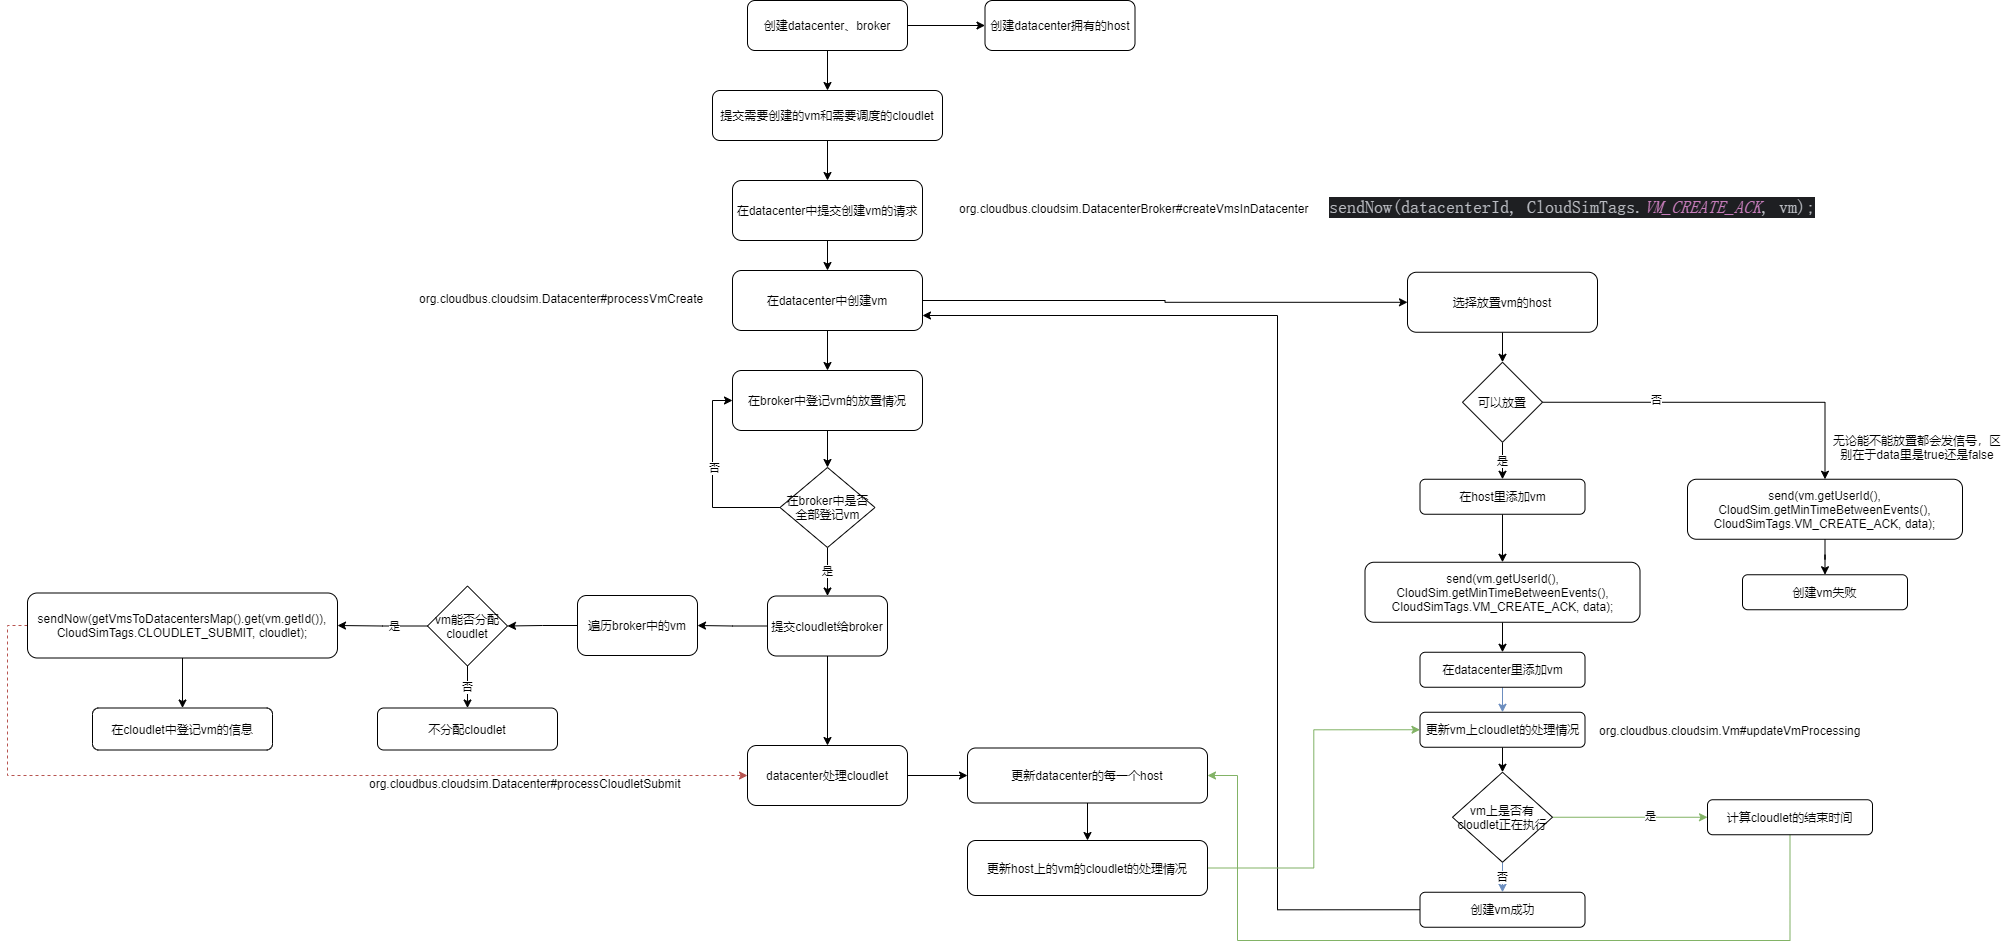 创建datacenter、broker
创建datacenter拥有的host
提交需要创建的vm和需要调度的cloudlet
在datacenter中提交创建vm的请求
org.cloudbus.cloudsim.DatacenterBroker#createVmsInDatacenter
sendNow(datacenterId, CloudSimTags.VM_CREATE_ACK, vm);
org.cloudbus.cloudsim.Datacenter#processVmCreate
在datacenter中创建vm
选择放置vm的host
在broker中登记vm的放置情况
可以放置
否
无论能不能放置都会发信号，区
别在于data里是true还是false
是
否
在broker中是否
全部登记vm
在host里添加vm
send(vm.getUserId(),
CloudSim.getMinTimeBetweenEvents(),
CloudSimTags.VM_CREATE_ACK, data);
是
send(vm.getUserId(),
CloudSim.getMinTimeBetweenEvents(),
CloudSimTags.VM_CREATE_ACK, data);
创建vm失败
sendNow(getVmsToDatacentersMap().get(vm.getId()),
CloudSimTags.CLOUDLET_SUBMIT, cloudlet);
是
vm能否分配
cloudlet
遍历broker中的vm
提交cloudlet给broker
否
在datacenter里添加vm
在cloudlet中登记vm的信息
不分配cloudlet
更新vm上cloudlet的处理情况
org.cloudbus.cloudsim.Vm#updateVmProcessing
org.cloudbus.cloudsim.Datacenter#processCloudletSubmit
datacenter处理cloudlet
更新datacenter的每一个host
vm上是否有
cloudlet正在执行
是
计算cloudlet的结束时间
更新host上的vm的cloudlet的处理情况
否
创建vm成功